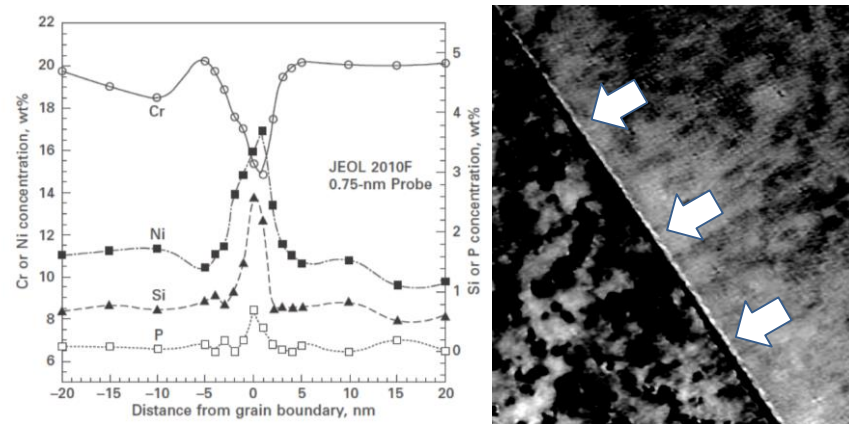 Cr or Ni concentration, wt%
22
20
18
16
14
12
10
8
6
Cr
Ni
Si
P
JEOL 2010F
0.75-nm Probe
5
4
3
2
1
0
Si or P concentration, wt%
−20 −15 −10 −5 0 5 10 15 20
Distance from grain boundary, nm